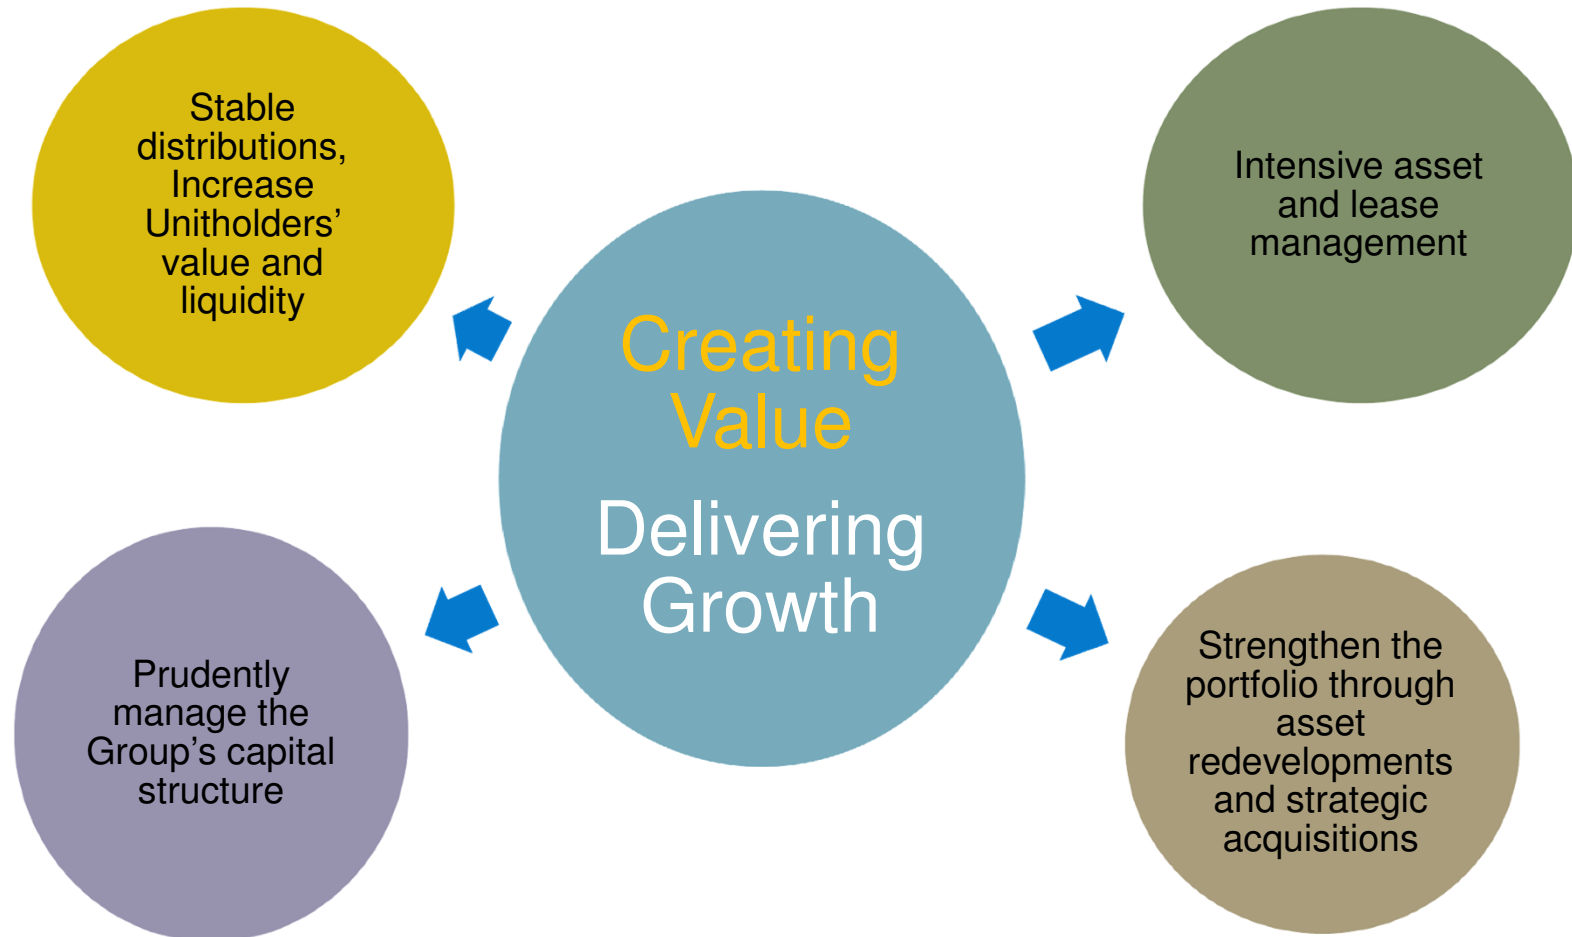 Stable
distributions,
Increase
Unitholders’
value and
liquidity
Intensive asset
and lease
management
Creating
Value
Delivering
Growth
Prudently
manage the
Group’s capital
structure
Strengthen the
portfolio through
asset
redevelopments
and strategic
acquisitions